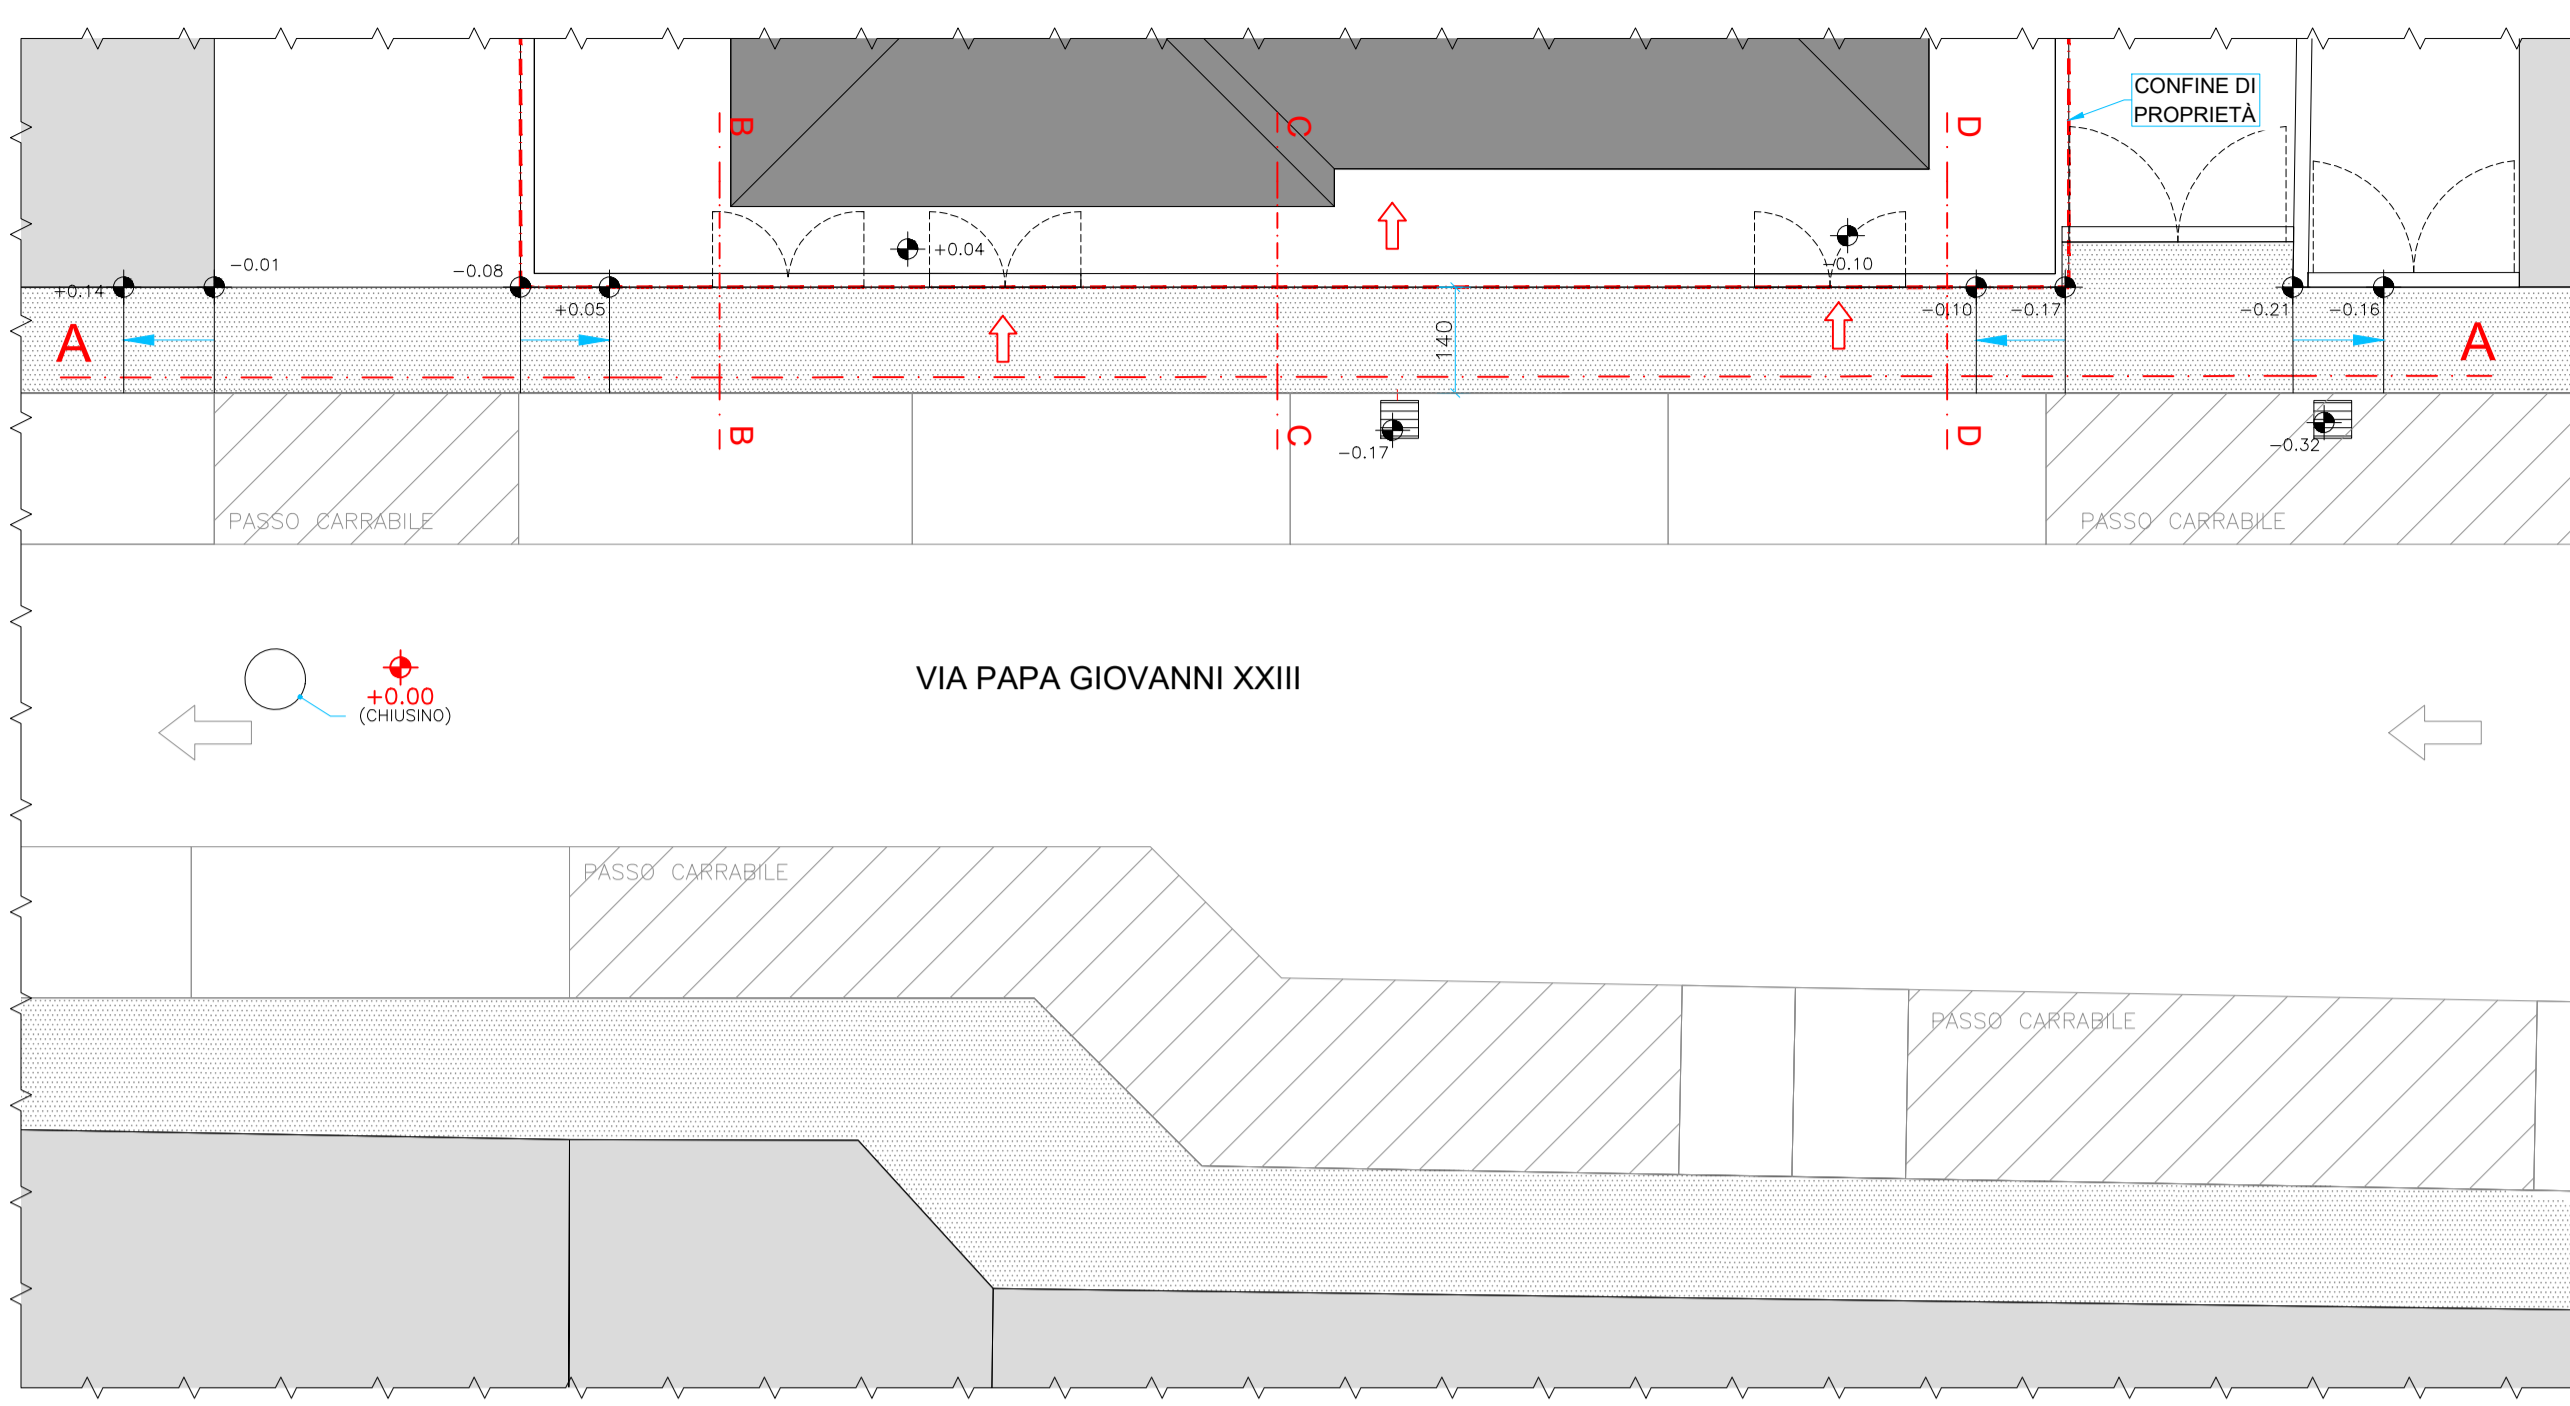 CONFINE DI
PROPRIETÀ
B
C
D
+0.04
-0.10
-0.01
-0.08
+0.14
+0.05
-0.10
-0.17
-0.21
-0.16
A
140
A
B
C
D
-0.17
-0.32
PASSO CARRABILE
PASSO CARRABILE
+0.00
(CHIUSINO)
VIA PAPA GIOVANNI XXIII
PASSO CARRABILE
PASSO CARRABILE